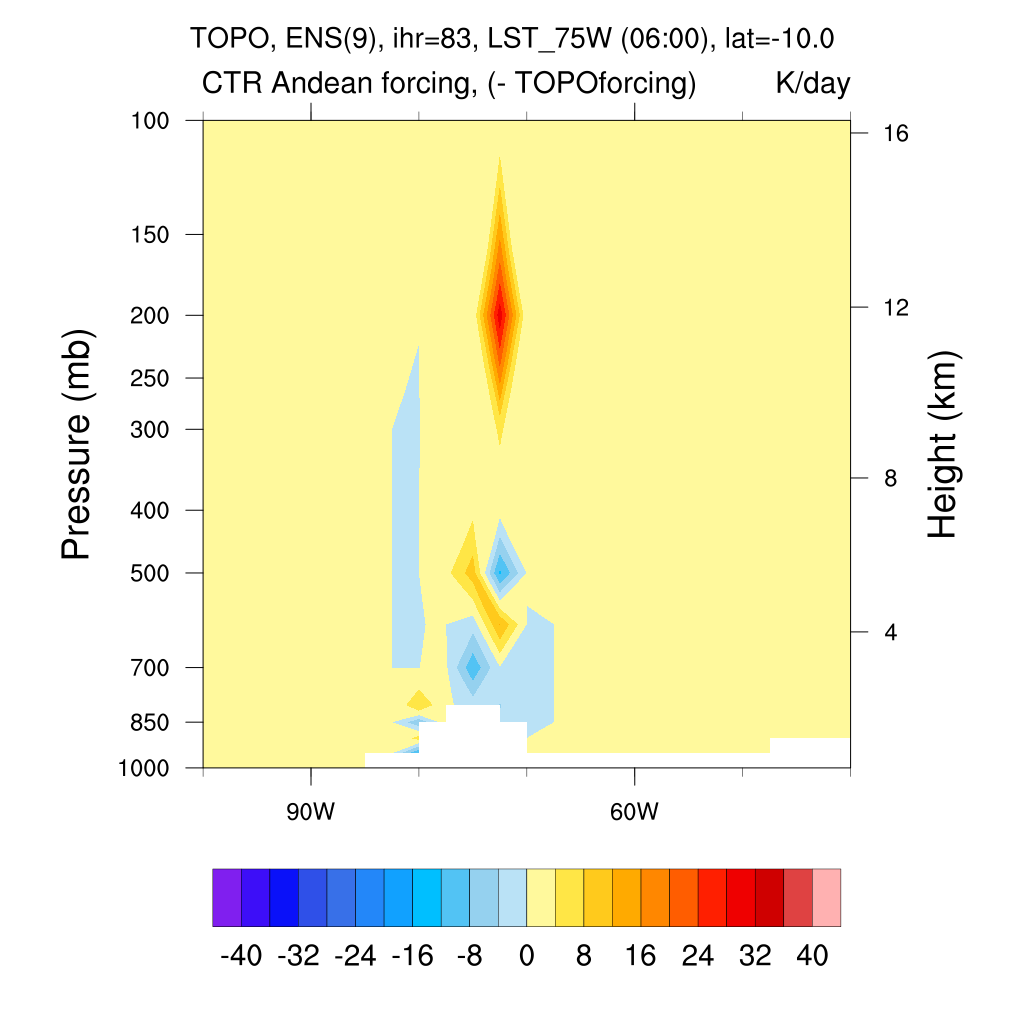 TOPO, ENS(9), ihr=83, LST_75W (06:00), lat=-10.0
CTR Andean forcing, (- TOPOforcing) K/day
100
150
200
250
300
400
500
700
850
1000
Pressure (mb)
16
12
8
4
Height (km)
90W 60W
-40 -32 -24 -16 -8 0 8 16 24 32 40